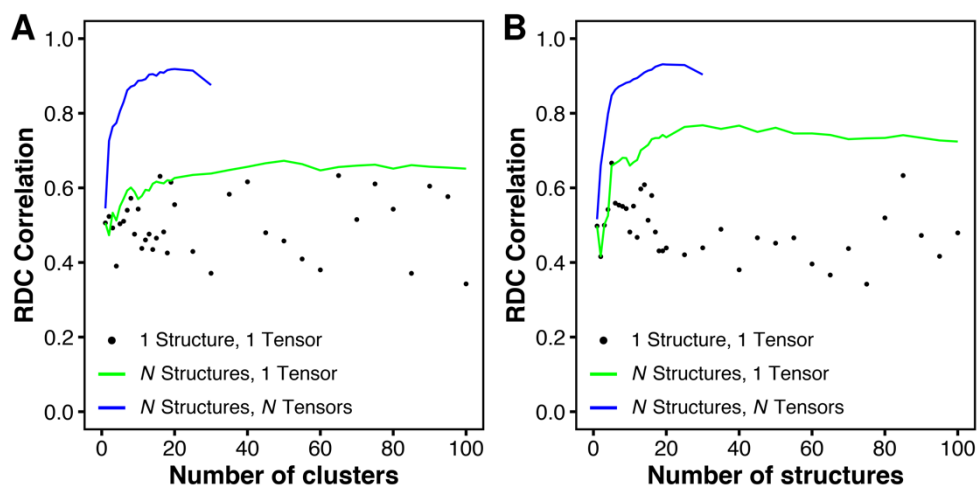 A
RDC Correlation
1.0
0.8
0.6
0.4
0.2
0.0
1 Structure, 1 Tensor
N Structures, 1 Tensor
N Structures, N Tensors
0 20 40 60 80 100
Number of clusters
B
RDC Correlation
1.0
0.8
0.6
0.4
0.2
0.0
1 Structure, 1 Tensor
N Structures, 1 Tensor
N Structures, N Tensors
0 20 40 60 80 100
Number of structures